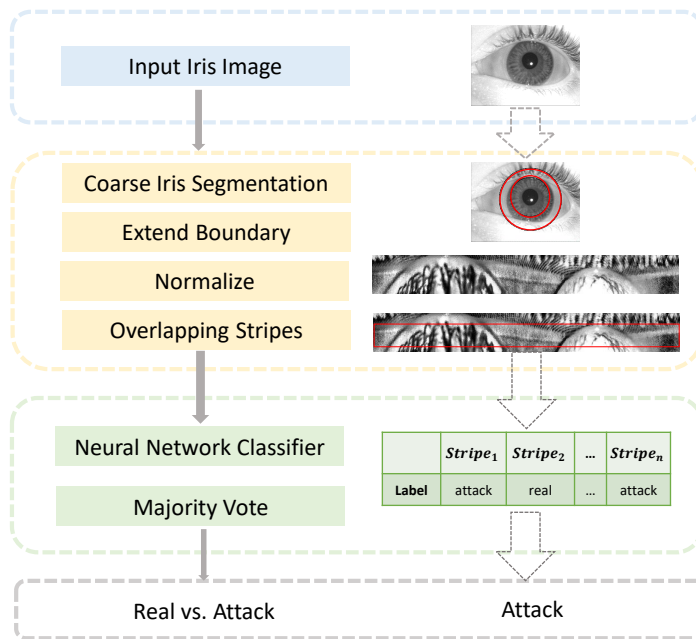 Input Iris Image
Coarse Iris Segmentation
Extend Boundary
Normalize
Overlapping Stripes
Neural Network Classifier
Majority Vote
Stripe₁ Stripe₂ ... Stripeₙ
Label attack real ... attack
Real vs. Attack
Attack